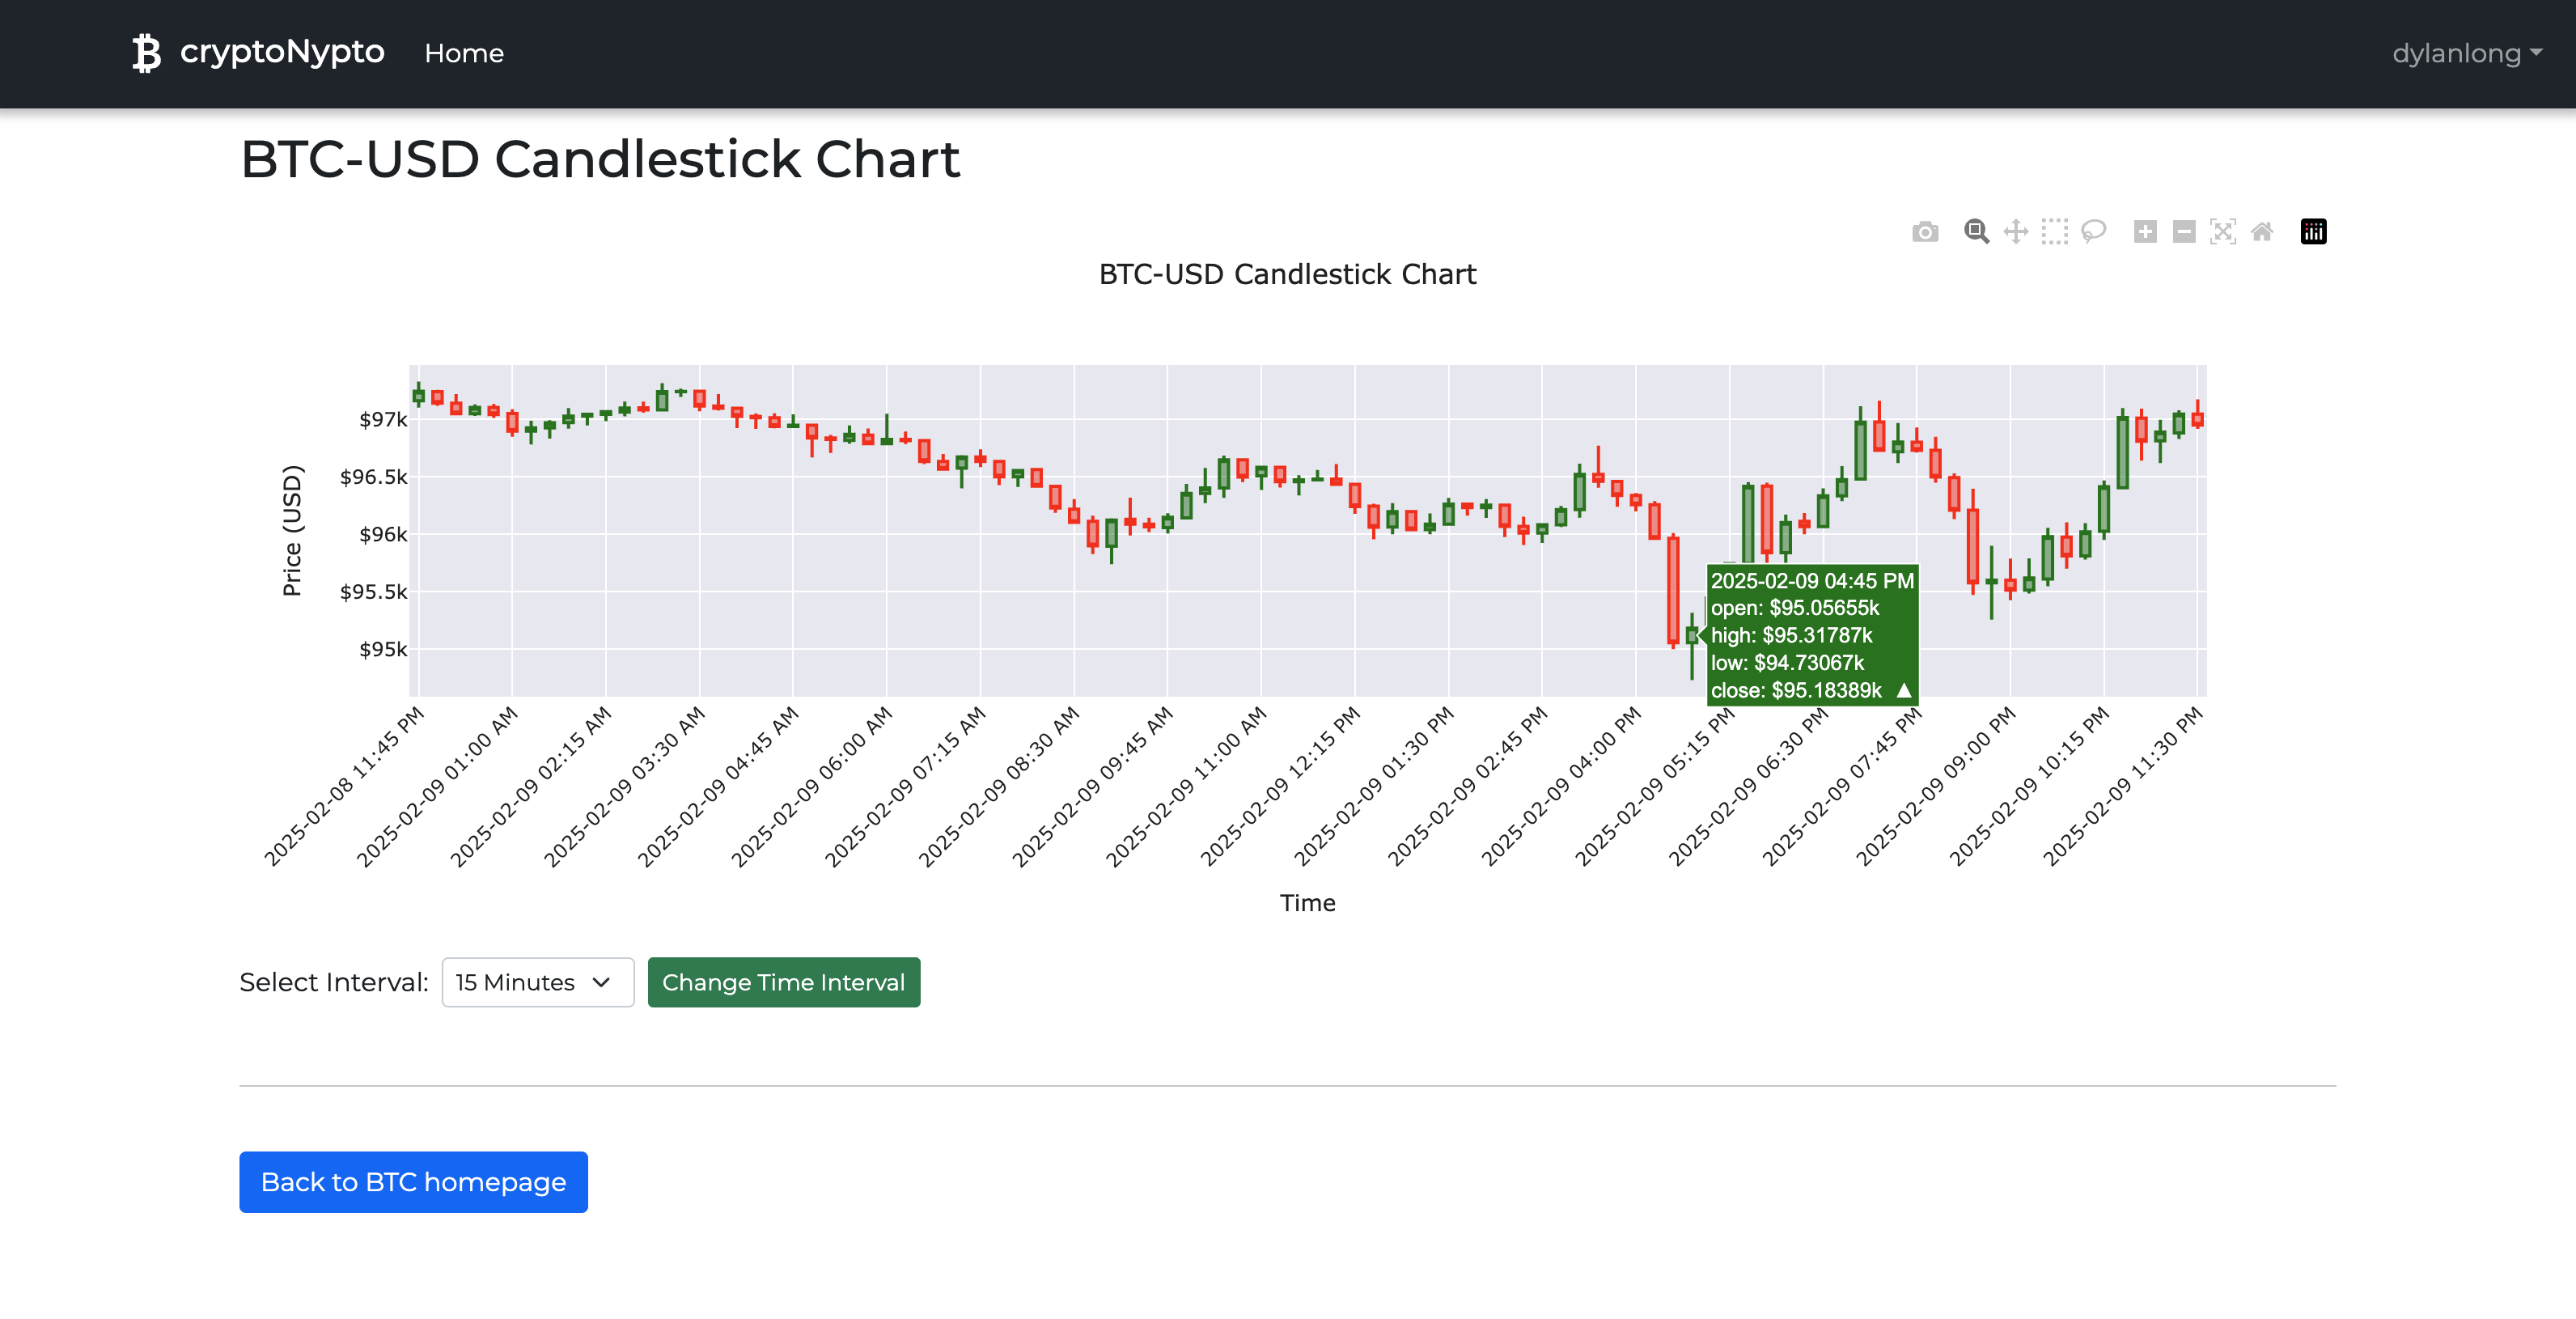 cryptoNypto Home dylanlong
BTC-USD Candlestick Chart
BTC-USD Candlestick Chart
Price (USD)
$97k
$96.5k
$96k
$95.5k
$95k
2025-02-09 04:45 PM
open: $95.05655k
high: $95.31787k
low: $94.73067k
close: $95.18389k ▲
2025-02-08 11:45 PM
2025-02-09 01:00 AM
2025-02-09 02:15 AM
2025-02-09 03:30 AM
2025-02-09 04:45 AM
2025-02-09 06:00 AM
2025-02-09 07:15 AM
2025-02-09 08:30 AM
2025-02-09 09:45 AM
2025-02-09 11:00 AM
2025-02-09 12:15 PM
2025-02-09 01:30 PM
2025-02-09 02:45 PM
2025-02-09 04:00 PM
2025-02-09 05:15 PM
2025-02-09 06:30 PM
2025-02-09 07:45 PM
2025-02-09 09:00 PM
2025-02-09 10:15 PM
2025-02-09 11:30 PM
Time
Select Interval: 15 Minutes Change Time Interval
Back to BTC homepage